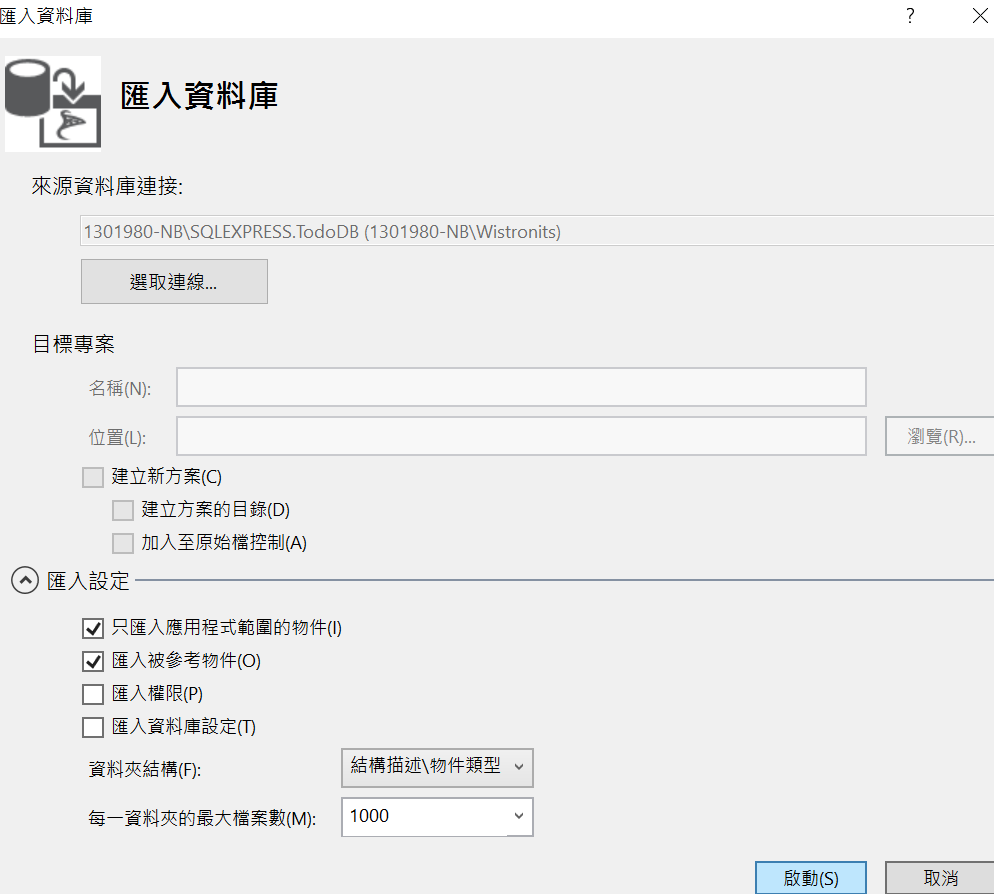 匯入資料庫
?
匯入資料庫
來源資料庫連接:
1301980-NB\SQLEXPRESS.TodoDB (1301980-NB\Wistronits)
選取連線...
目標專案
名稱(N):
位置(L):
瀏覽(R)...
建立新方案(C)
建立方案的目錄(D)
加入至原始檔控制(A)
匯入設定
只匯入應用程式範圍的物件(I)
匯入被參考物件(O)
匯入權限(P)
匯入資料庫設定(T)
資料夾結構(F):
結構描述\物件類型
每一資料夾的最大檔案數(M):
1000
啟動(S)
取消